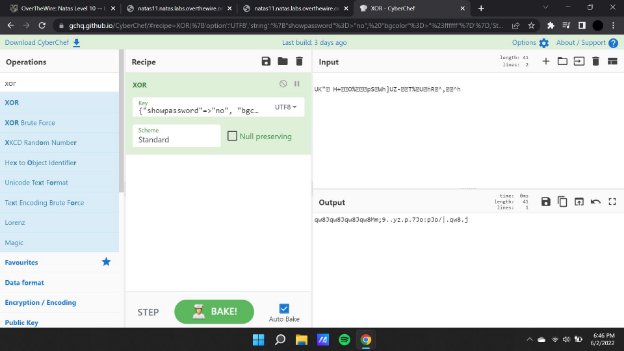 OverTheWire: Natas Level 10 →
natas11.natas.labs.overthewire.or
natas11.natas.labs.overthewire.or
XOR - CyberChef
gchq.github.io/CyberChef/#recipe=XOR(%7B'option':'UTF8','string':'%7B"showpassword"%3D>"no",%20"bgcolor"%3D>"%23ffffff"%7D'%7D,'Sta
Download CyberChef
Last build: 3 days ago
Options
About / Support
Operations
Recipe
Input
length: 41
lines: 2
xor
XOR
XOR
Key
{"showpassword"=>"no", "bgc…
UTF8
Scheme
Standard
Null preserving
XOR Brute Force
XKCD Random Number
Hex to Object Identifier
Unicode Text Format
Text Encoding Brute Force
Lorenz
Magic
Favourites
Data format
Encryption / Encoding
Public Key
Output
time: 0ms
length: 41
lines: 1
qw8Jqw8Jqw8Jqw8Mm;9..yz.p.7Jo:pJo/|.qw8.j
STEP
BAKE!
Auto Bake
6:46 PM
6/2/2022